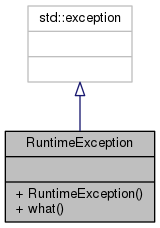 std::exception
RuntimeException
+ RuntimeException()
+ what()